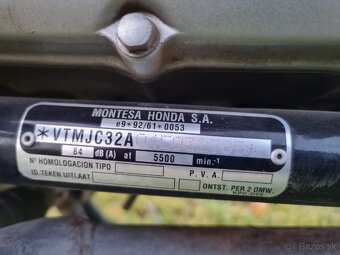 MONTESA HONDA S.A.
e9*92/61*0053
*VTMJC32A
84 dB (A) at 5500 min.-1
Nº HOMOLOGACION TIPO P.V.A.
ID.TEKEN UITLAAT ONTST. PER 2 OMW.
© bazos.sk